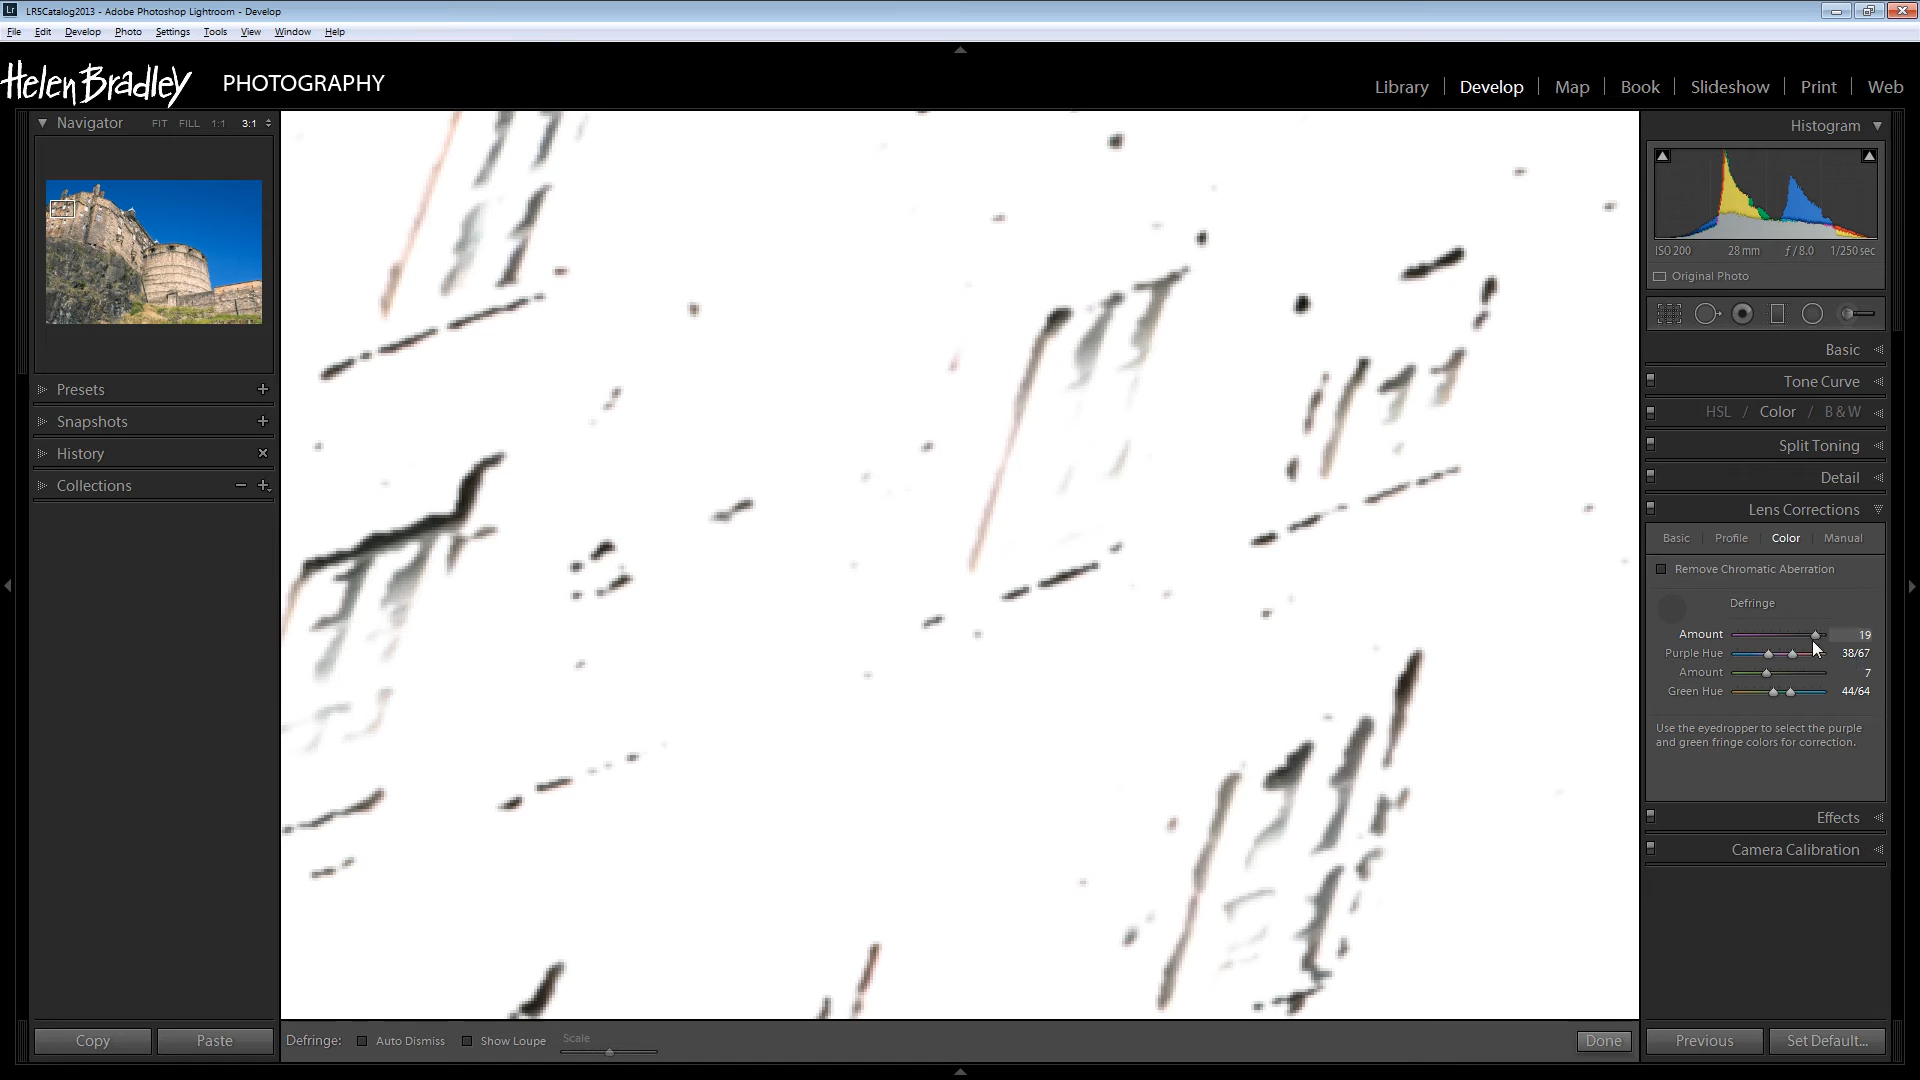 LR5Catalog2013 - Adobe Photoshop Lightroom - Develop
File Edit Develop Photo Settings Tools View Window Help
Helen Bradley PHOTOGRAPHY
Library Develop Map Book Slideshow Print Web
Navigator FIT FILL 1:1 3:1
Presets
Snapshots
History
Collections
Copy Paste
Defringe: Auto Dismiss Show Loupe Scale
Done
Histogram
ISO 200 28 mm ƒ / 8.0 1/250 sec
Original Photo
Basic
Tone Curve
HSL / Color / B & W
Split Toning
Detail
Lens Corrections
Basic Profile Color Manual
Remove Chromatic Aberration
Defringe
Amount 19
Purple Hue 38/67
Amount 7
Green Hue 44/64
Use the eyedropper to select the purple
and green fringe colors for correction.
Effects
Camera Calibration
Previous Set Default...